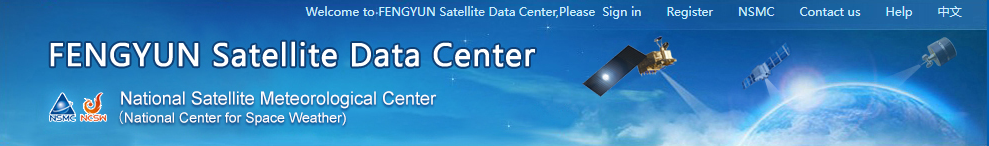 Welcome to FENGYUN Satellite Data Center,Please Sign in Register NSMC Contact us Help 中文
FENGYUN Satellite Data Center
National Satellite Meteorological Center
(National Center for Space Weather)
NSMC NCSW